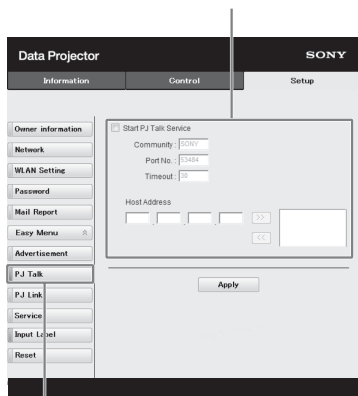 Data Projector
SONY
Information
Control
Setup
Owner information
Network
WLAN Setting
Password
Mail Report
Easy Menu
Advertisement
PJ Talk
PJ Link
Service
Input Label
Reset
Start PJ Talk Service
Community : SONY
Port No. : 53484
Timeout : 30
Host Address
. . .
>>
<<
Apply